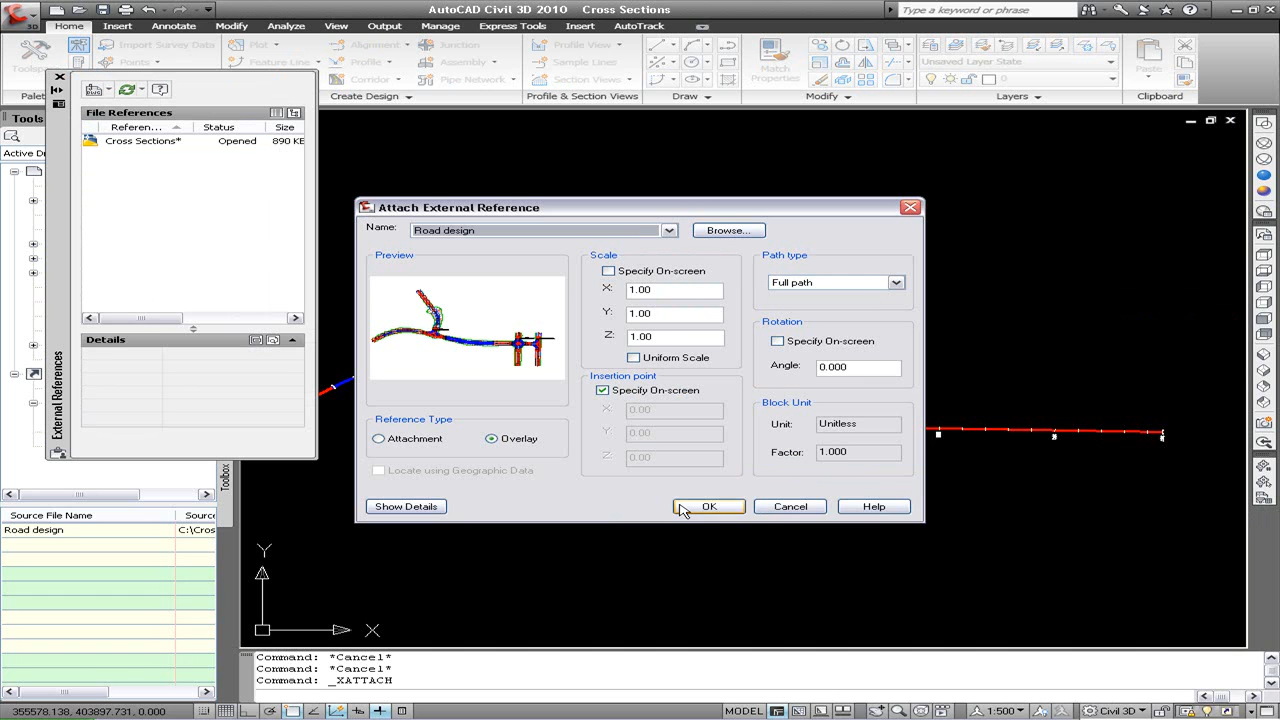 AutoCAD Civil 3D 2010 Cross Sections
Type a keyword or phrase
Home Insert Annotate Modify Analyze View Output Manage Express Tools Insert AutoTrack
Import Survey Data
Plat
Alignment
Junction
Profile View
Points
Feature Line
Profile
Assembly
Sample Lines
Match
Properties
Unsaved Layer State
Paste
Corridor
Pipe Network
Section Views
0
Palet
Create Design
Profile & Section Views
Draw
Modify
Layers
Clipboard
Tools
Active D
File References
Referen... Status Size
Cross Sections* Opened 890 KB
Details
External References
Toolbox
Source File Name Source
Road design C:\Cros
Attach External Reference
Name: Road design Browse...
Preview
Scale
Specify On-screen
X: 1.00
Y: 1.00
Z: 1.00
Uniform Scale
Path type
Full path
Rotation
Specify On-screen
Angle: 0.000
Insertion point
Specify On-screen
X 0.00
Y 0.00
Z 0.00
Block Unit
Unit: Unitless
Factor: 1.000
Reference Type
Attachment Overlay
Locate using Geographic Data
Show Details OK Cancel Help
Y
X
Command: *Cancel*
Command: *Cancel*
Command: _XATTACH
355578.138, 403897.731, 0.000
MODEL
1:500
Civil 3D